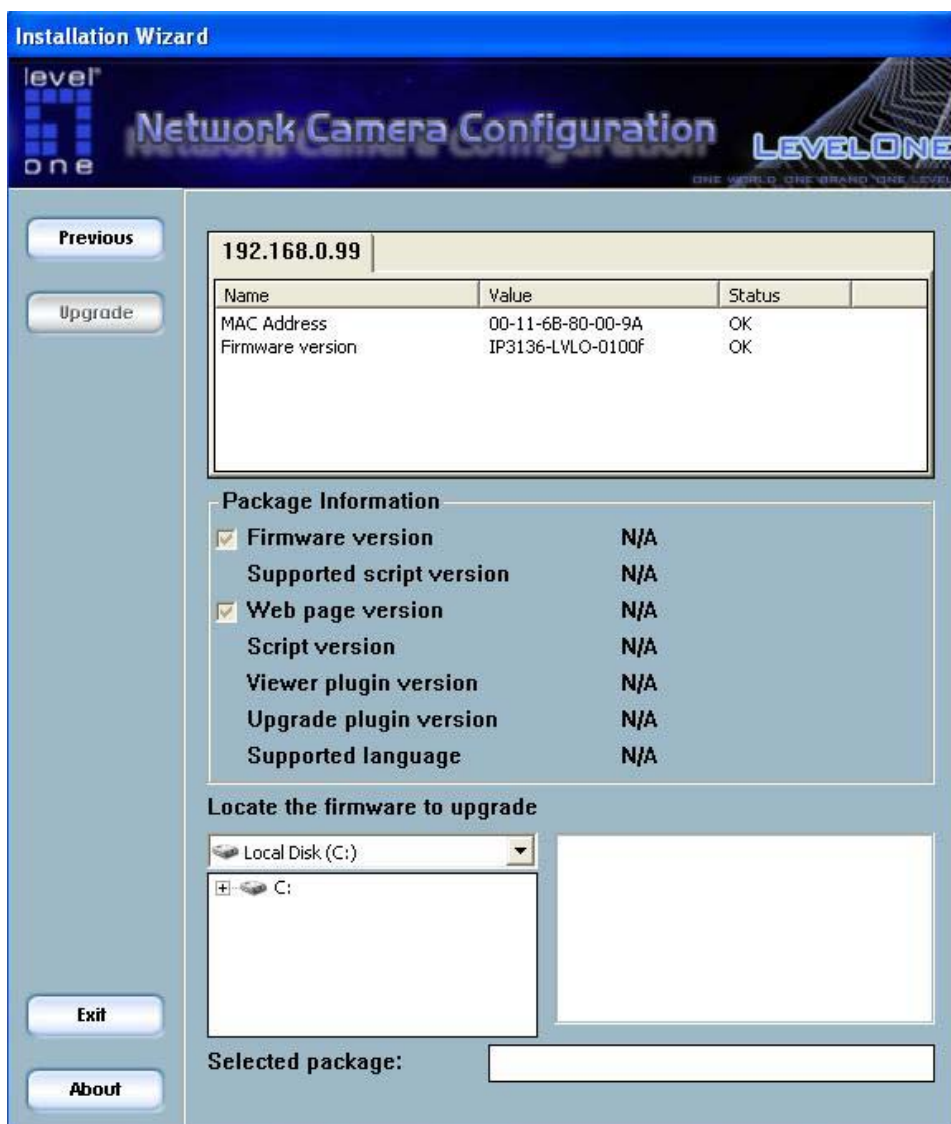 Installation Wizard
level
one
Network Camera Configuration
LEVELONE
ONE WORLD ONE BRAND ONE LEVEL
Previous
Upgrade
192.168.0.99
Name Value Status
MAC Address 00-11-6B-80-00-9A OK
Firmware version IP3136-LVLO-0100f OK
Package Information
Firmware version N/A
Supported script version N/A
Web page version N/A
Script version N/A
Viewer plugin version N/A
Upgrade plugin version N/A
Supported language N/A
Locate the firmware to upgrade
Local Disk (C:)
C:
Exit
Selected package:
About